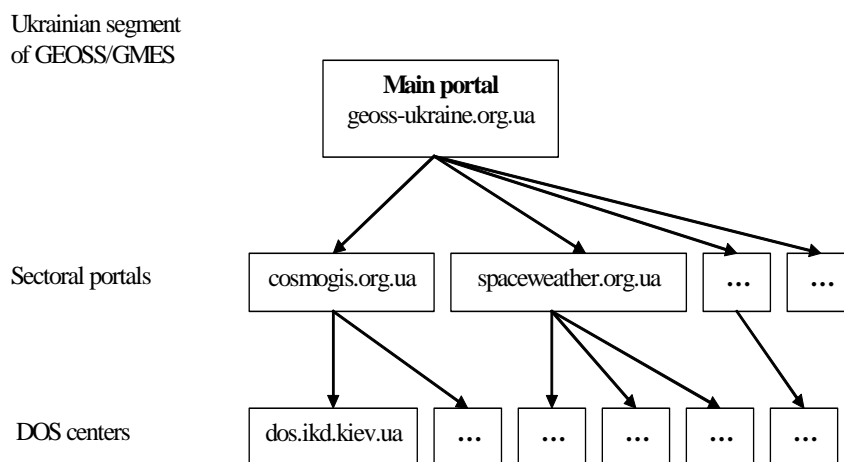 Ukrainian segment
of GEOSS/GMES
Main portal
geoss-ukraine.org.ua
Sectoral portals
cosmogis.org.ua
spaceweather.org.ua
...
...
DOS centers
dos.ikd.kiev.ua
...
...
...
...
...